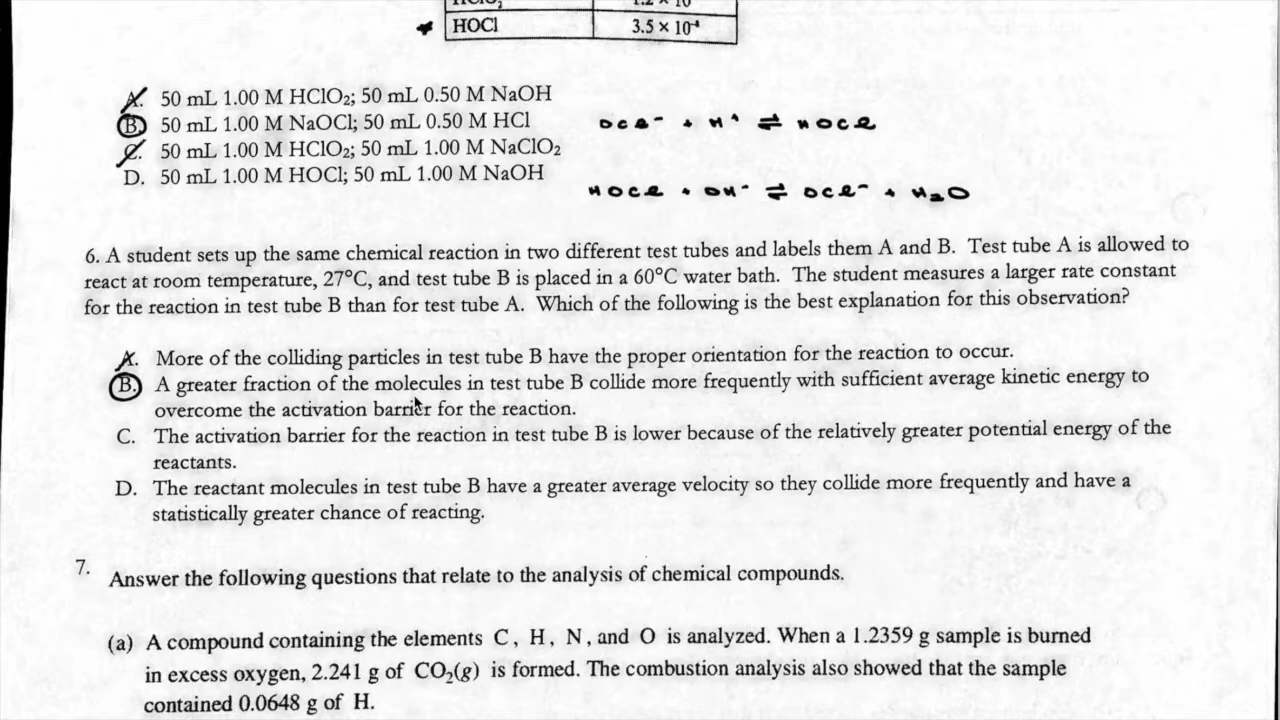 HOCl 3.5 × 10⁻⁸
A. 50 mL 1.00 M HClO₂; 50 mL 0.50 M NaOH
B. 50 mL 1.00 M NaOCl; 50 mL 0.50 M HCl OCl⁻ + H⁺ ⇌ HOCl
C. 50 mL 1.00 M HClO₂; 50 mL 1.00 M NaClO₂
D. 50 mL 1.00 M HOCl; 50 mL 1.00 M NaOH
HOCl + OH⁻ ⇌ OCl⁻ + H₂O
6. A student sets up the same chemical reaction in two different test tubes and labels them A and B. Test tube A is allowed to
react at room temperature, 27°C, and test tube B is placed in a 60°C water bath. The student measures a larger rate constant
for the reaction in test tube B than for test tube A. Which of the following is the best explanation for this observation?
A. More of the colliding particles in test tube B have the proper orientation for the reaction to occur.
B. A greater fraction of the molecules in test tube B collide more frequently with sufficient average kinetic energy to
overcome the activation barrier for the reaction.
C. The activation barrier for the reaction in test tube B is lower because of the relatively greater potential energy of the
reactants.
D. The reactant molecules in test tube B have a greater average velocity so they collide more frequently and have a
statistically greater chance of reacting.
7. Answer the following questions that relate to the analysis of chemical compounds.
(a) A compound containing the elements C, H, N, and O is analyzed. When a 1.2359 g sample is burned
in excess oxygen, 2.241 g of CO₂(g) is formed. The combustion analysis also showed that the sample
contained 0.0648 g of H.